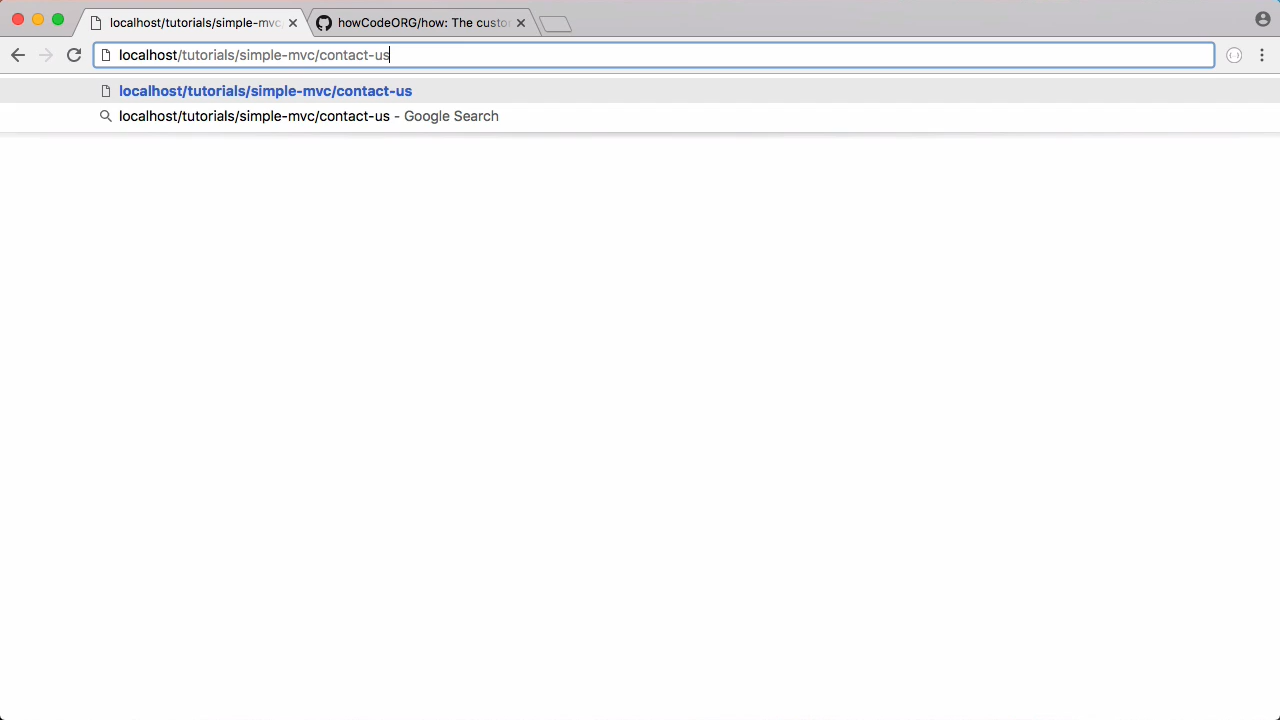 localhost/tutorials/simple-mvc
howCodeORG/how: The custo
localhost/tutorials/simple-mvc/contact-us
localhost/tutorials/simple-mvc/contact-us
localhost/tutorials/simple-mvc/contact-us - Google Search